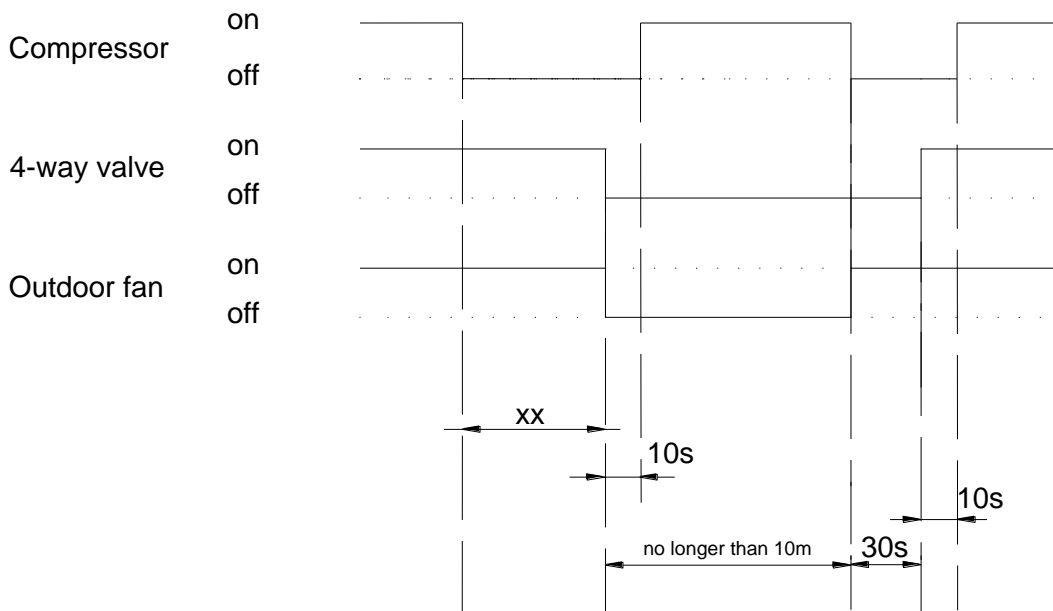 Compressor
on
off
4-way valve
on
off
Outdoor fan
on
off
xx
10s
10s
no longer than 10m
30s